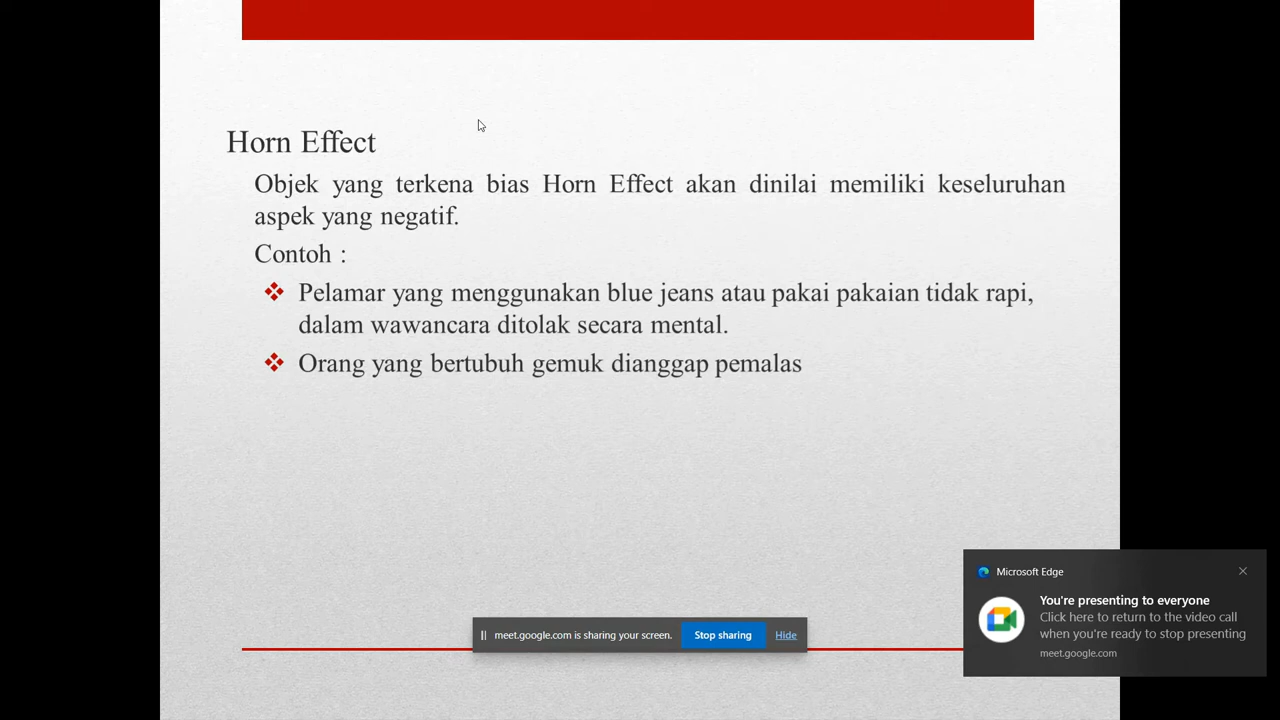 Horn Effect
Objek yang terkena bias Horn Effect akan dinilai memiliki keseluruhan
aspek yang negatif.
Contoh :
Pelamar yang menggunakan blue jeans atau pakai pakaian tidak rapi,
dalam wawancara ditolak secara mental.
Orang yang bertubuh gemuk dianggap pemalas
Microsoft Edge
You're presenting to everyone
Click here to return to the video call
when you're ready to stop presenting
meet.google.com
meet.google.com is sharing your screen.
Stop sharing
Hide